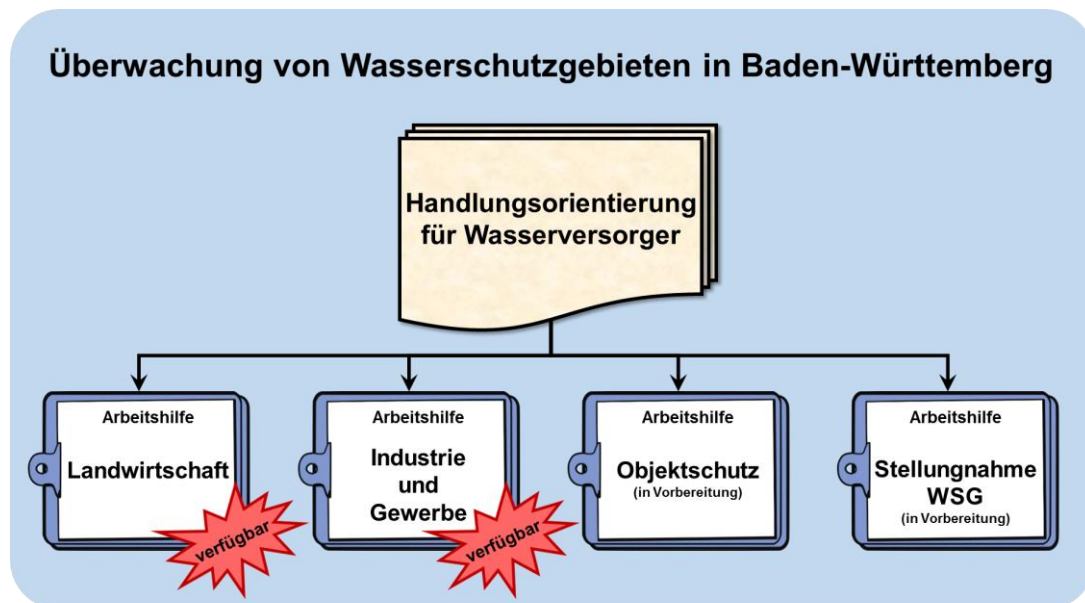 Überwachung von Wasserschutzgebieten in Baden-Württemberg
Handlungsorientierung
für Wasserversorger
Arbeitshilfe
Landwirtschaft
verfügbar
Arbeitshilfe
Industrie
und
Gewerbe
verfügbar
Arbeitshilfe
Objektschutz
(in Vorbereitung)
Arbeitshilfe
Stellungnahme
WSG
(in Vorbereitung)